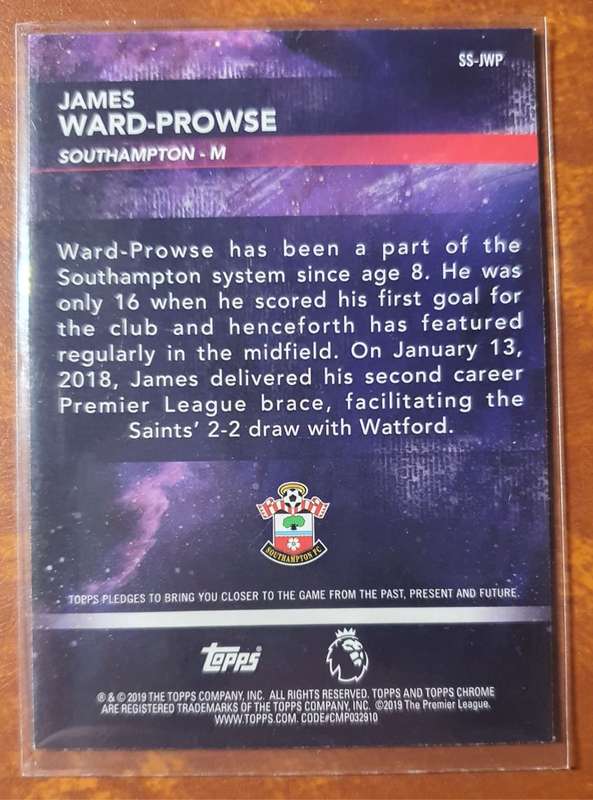 SS-JWP
JAMES
WARD-PROWSE
SOUTHAMPTON - M
Ward-Prowse has been a part of the
Southampton system since age 8. He was
only 16 when he scored his first goal for
the club and henceforth has featured
regularly in the midfield. On January 13,
2018, James delivered his second career
Premier League brace, facilitating the
Saints' 2-2 draw with Watford.
SOUTHAMPTON FC
TOPPS PLEDGES TO BRING YOU CLOSER TO THE GAME FROM THE PAST, PRESENT AND FUTURE.
topps
® & © 2019 THE TOPPS COMPANY, INC. ALL RIGHTS RESERVED. TOPPS AND TOPPS CHROME
ARE REGISTERED TRADEMARKS OF THE TOPPS COMPANY, INC. ©2019 The Premier League.
WWW.TOPPS.COM. CODE#CMP032910